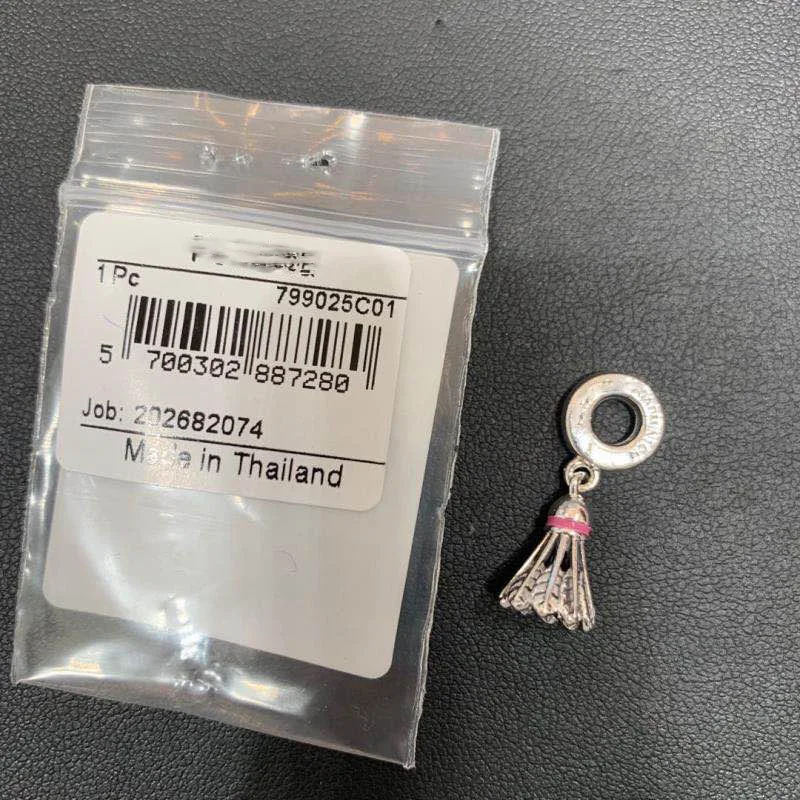 1 Pc
799025C01
5 700302 887280
Job: 202682074
Made in Thailand